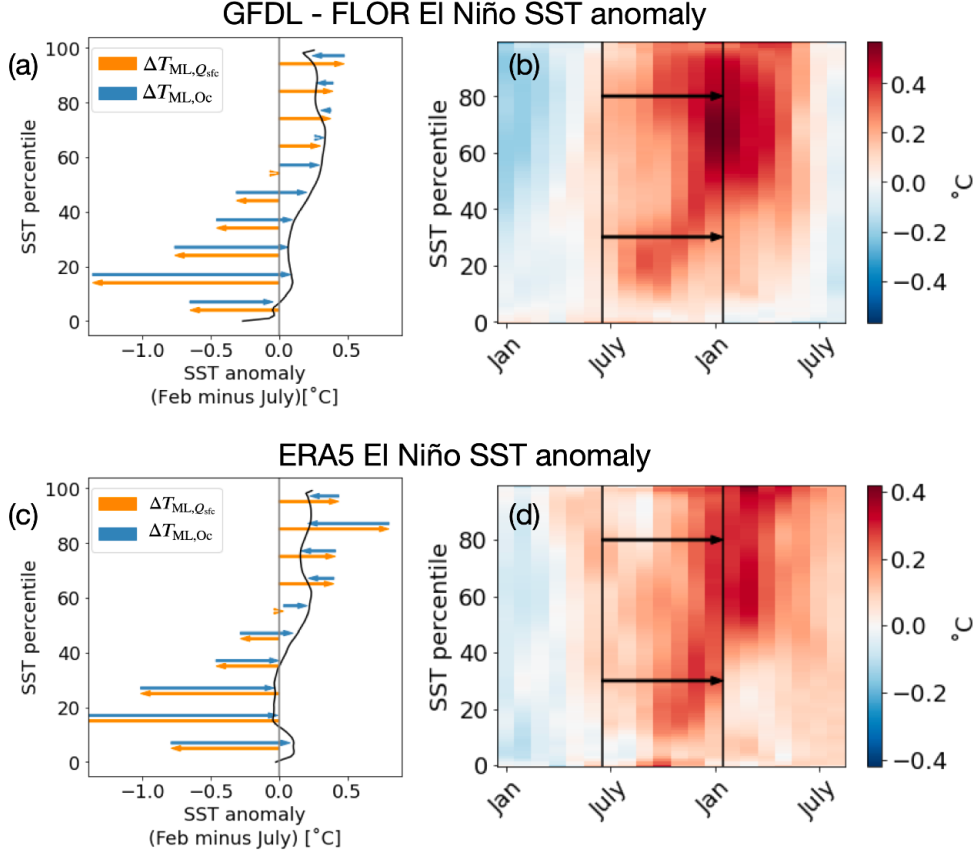 GFDL - FLOR El Niño SST anomaly
(a)
ΔT_ML,Q_sfc
ΔT_ML,Oc
100
80
60
40
20
0
SST percentile
−1.0 −0.5 0.0 0.5
SST anomaly
(Feb minus July)[˚C]
(b)
80
60
40
20
0
SST percentile
Jan July Jan July
0.4
0.2
0.0
−0.2
−0.4
˚C
ERA5 El Niño SST anomaly
(c)
ΔT_ML,Q_sfc
ΔT_ML,Oc
100
80
60
40
20
0
SST percentile
−1.0 −0.5 0.0 0.5
SST anomaly
(Feb minus July) [˚C]
(d)
80
60
40
20
0
SST percentile
Jan July Jan July
0.4
0.2
0.0
−0.2
−0.4
˚C